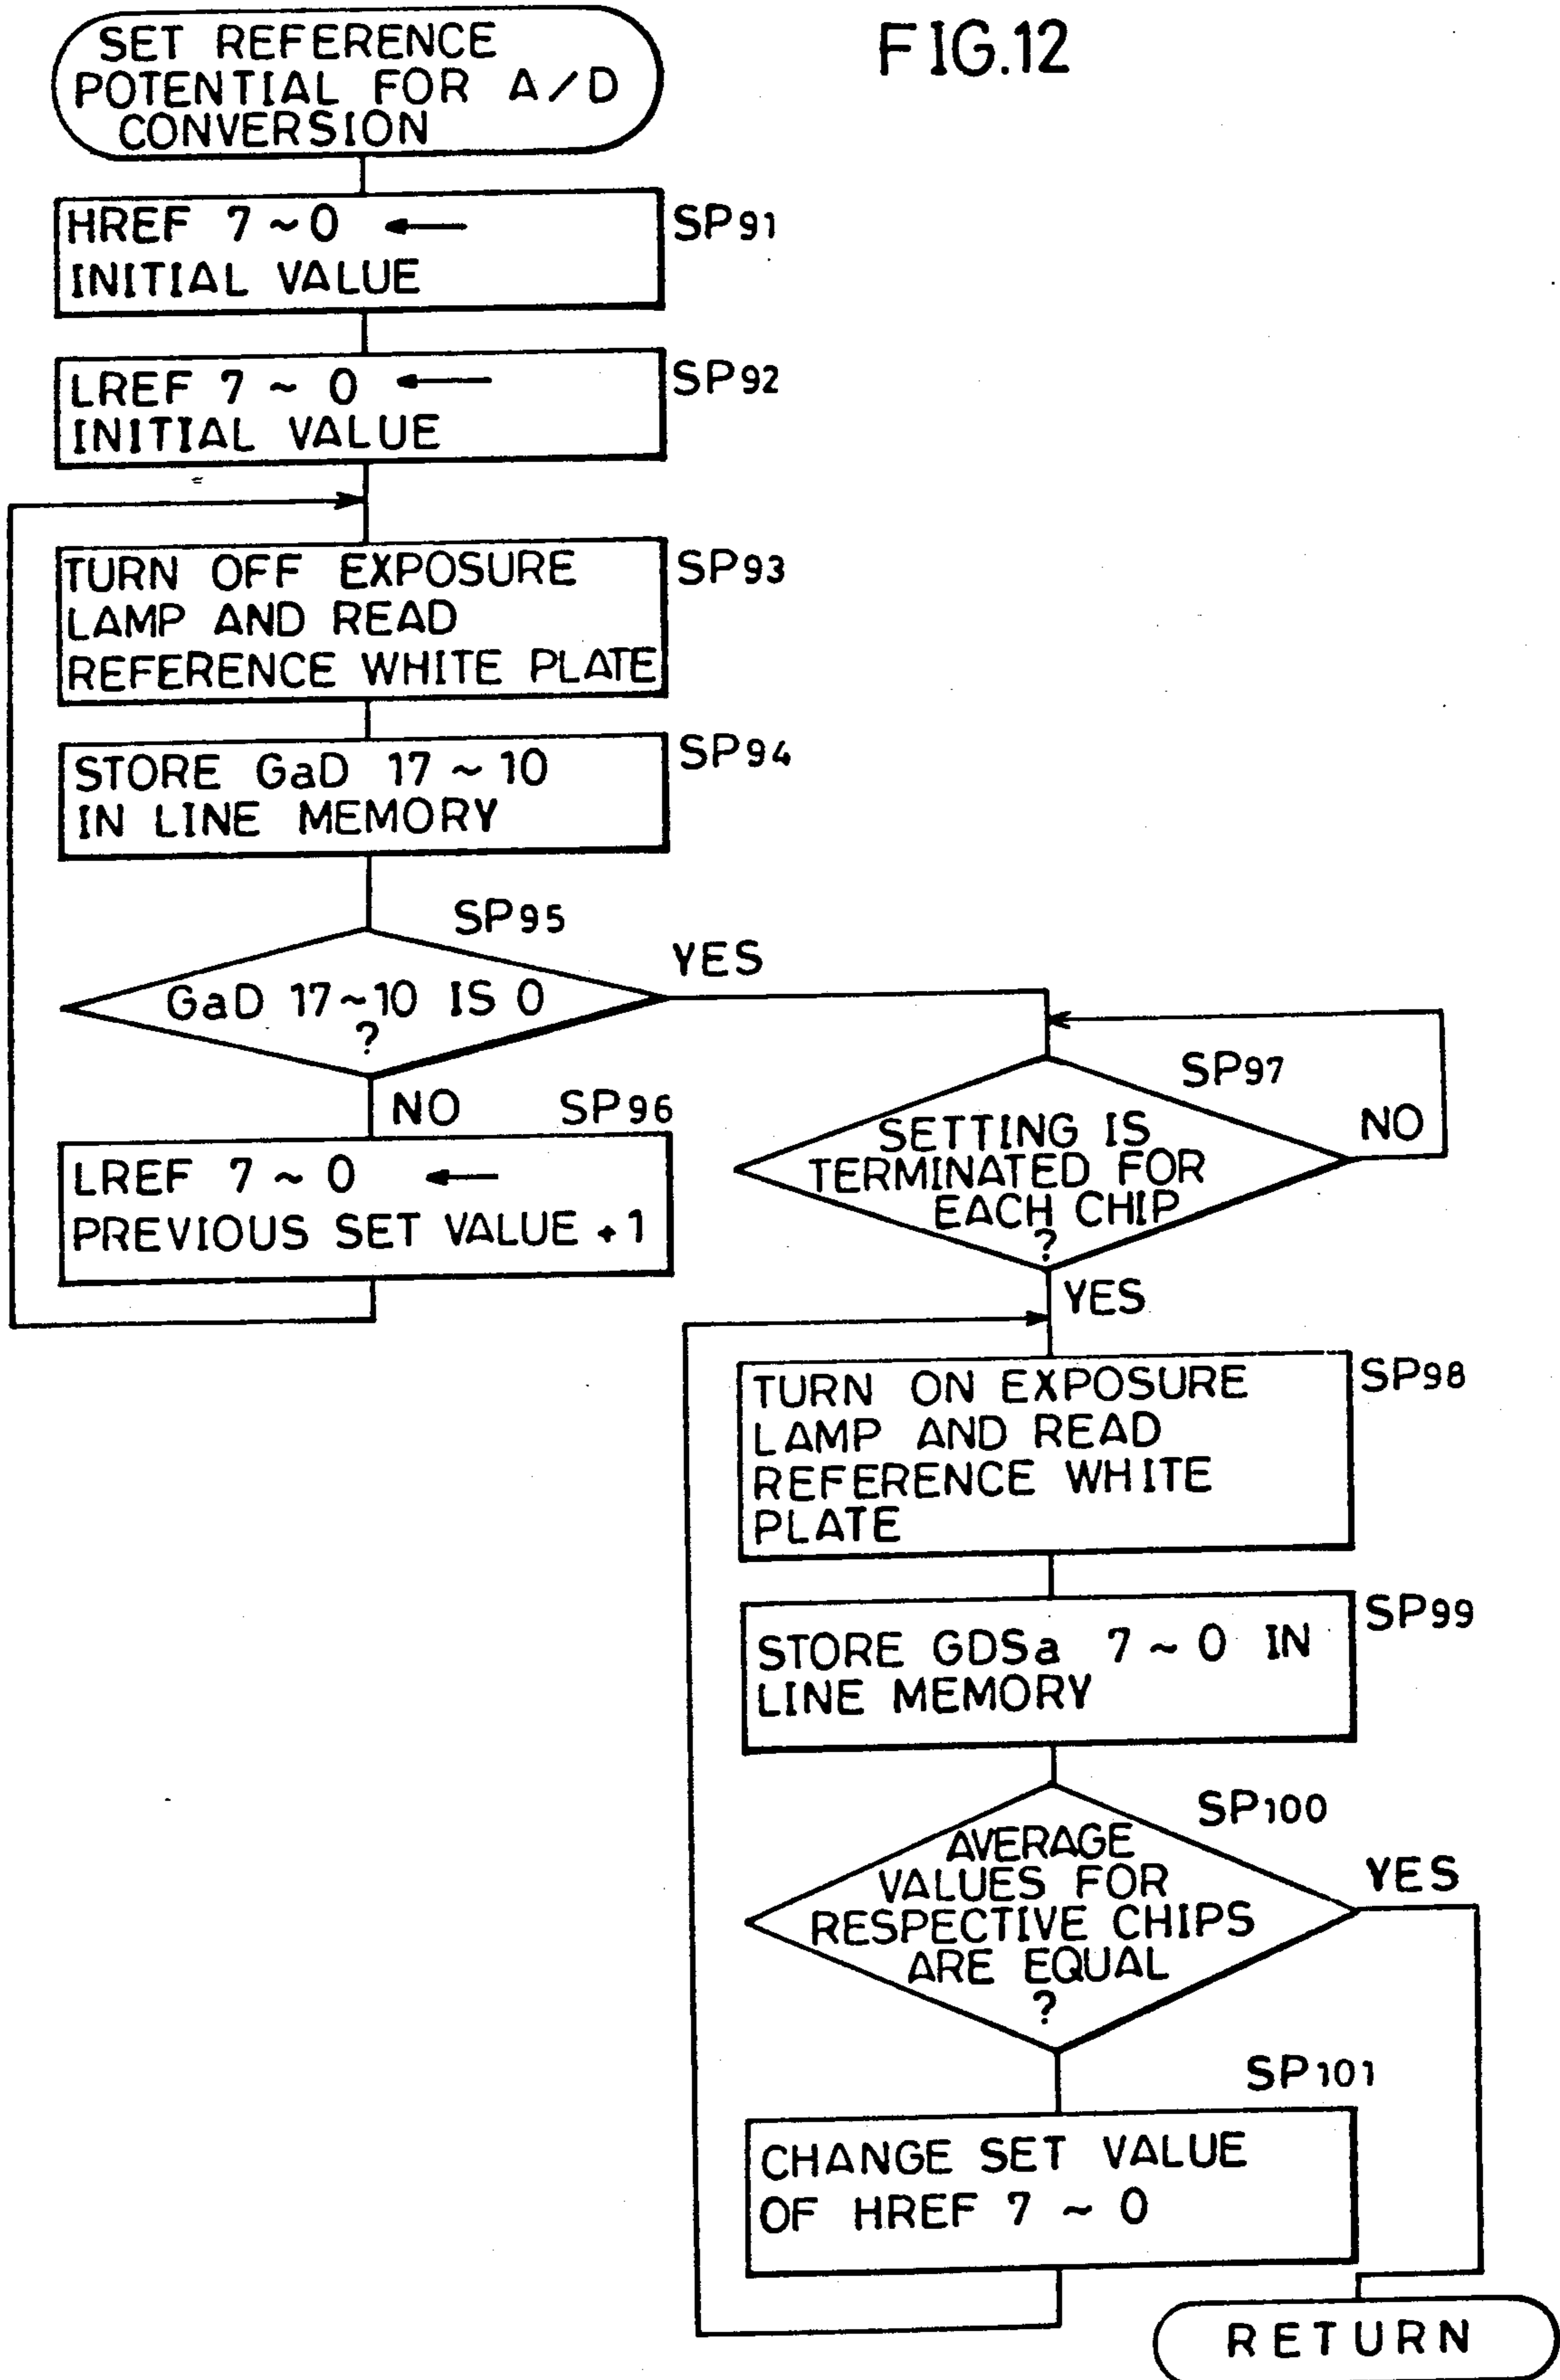 FIG.12
SET REFERENCE
POTENTIAL FOR A/D
CONVERSION
HREF 7~0 ←
INITIAL VALUE
SP91
LREF 7 ~ 0 ←
INITIAL VALUE
SP92
TURN OFF EXPOSURE
LAMP AND READ
REFERENCE WHITE PLATE
SP93
STORE GaD 17 ~ 10
IN LINE MEMORY
SP94
SP95
GaD 17~10 IS 0
?
YES
NO
SP96
LREF 7 ~ 0 ←
PREVIOUS SET VALUE +1
SP97
SETTING IS
TERMINATED FOR
EACH CHIP
?
NO
YES
TURN ON EXPOSURE
LAMP AND READ
REFERENCE WHITE
PLATE
SP98
STORE GDSa 7 ~ 0 IN
LINE MEMORY
SP99
SP100
AVERAGE
VALUES FOR
RESPECTIVE CHIPS
ARE EQUAL
?
YES
SP101
CHANGE SET VALUE
OF HREF 7 ~ 0
RETURN